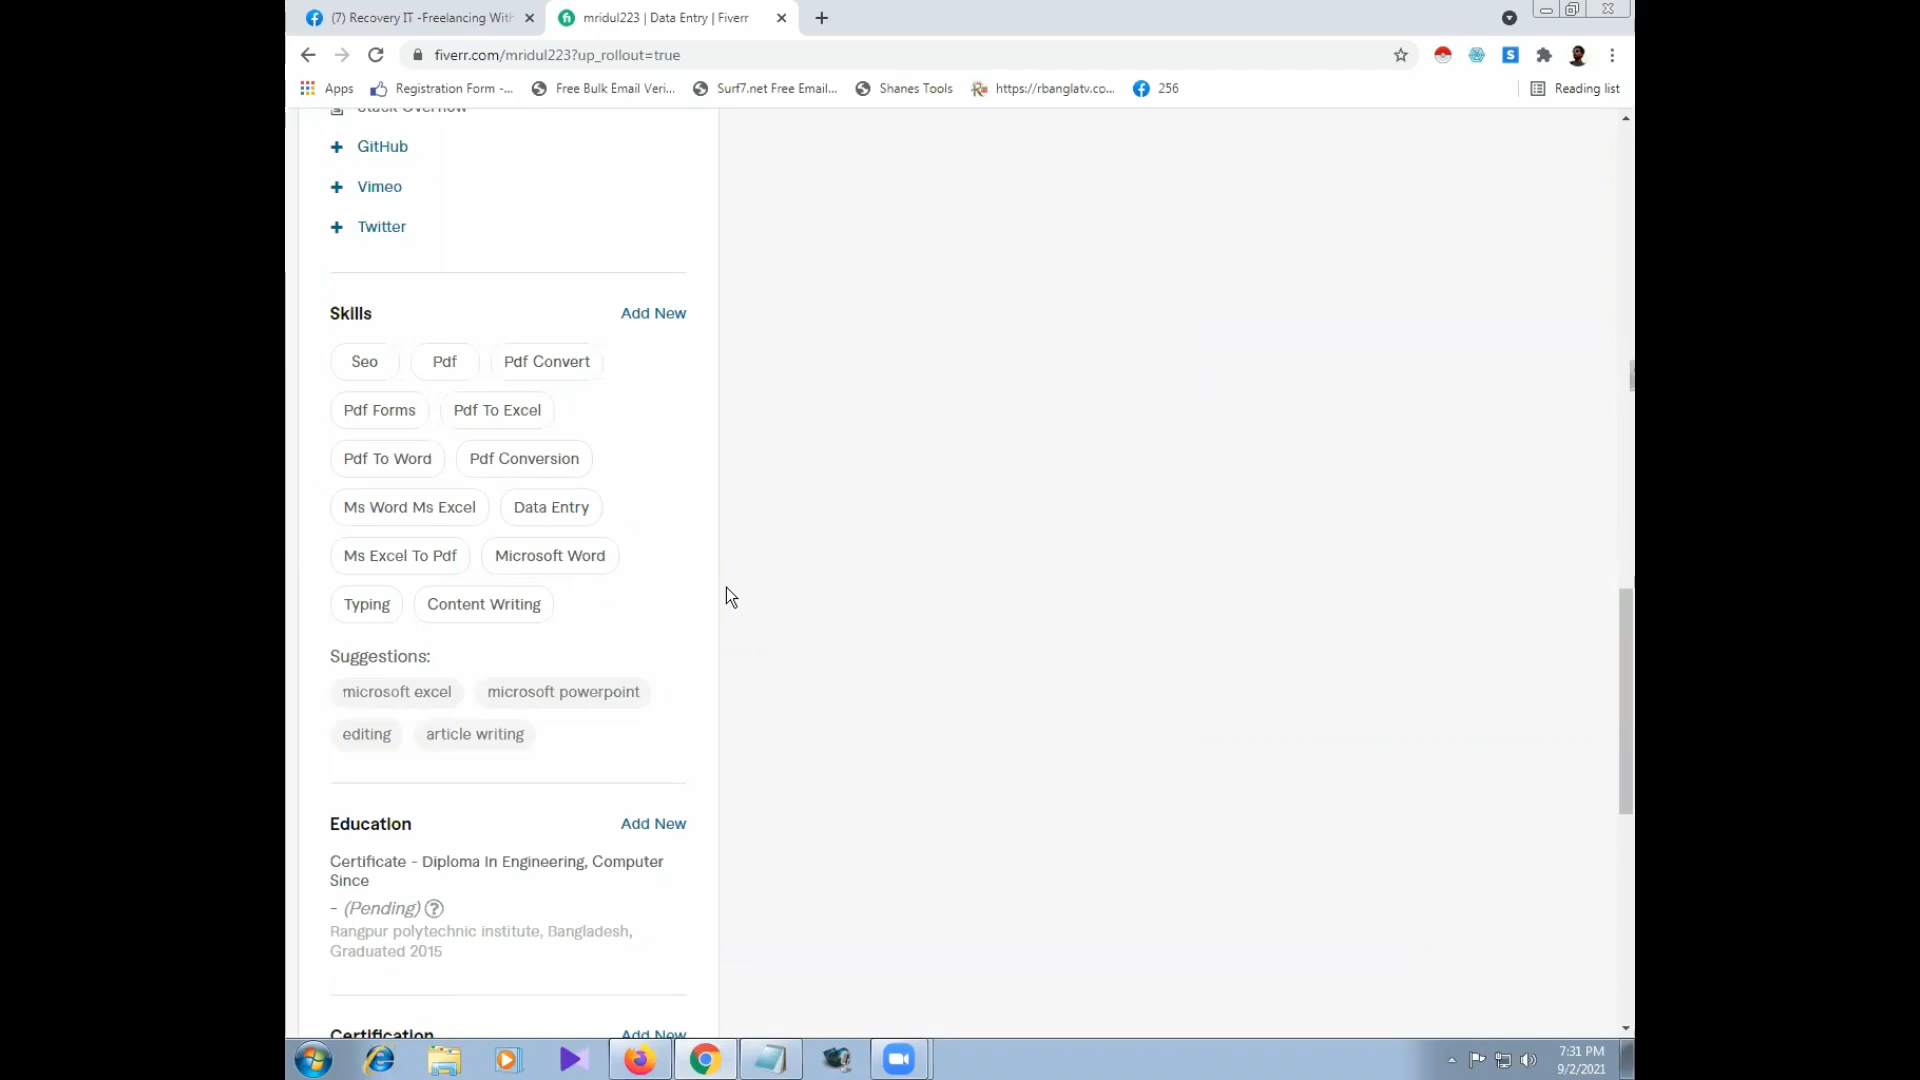 (7) Recovery IT -Freelancing With
mridul223 | Data Entry | Fiverr
fiverr.com/mridul223?up_rollout=true
Apps
Registration Form -...
Free Bulk Email Veri...
Surf7.net Free Email...
Shanes Tools
https://rbanglatv.co...
256
Reading list
Stack Overflow
GitHub
Vimeo
Twitter
Skills
Add New
Seo
Pdf
Pdf Convert
Pdf Forms
Pdf To Excel
Pdf To Word
Pdf Conversion
Ms Word Ms Excel
Data Entry
Ms Excel To Pdf
Microsoft Word
Typing
Content Writing
Suggestions:
microsoft excel
microsoft powerpoint
editing
article writing
Education
Add New
Certificate - Diploma In Engineering, Computer
Since
- (Pending)
Rangpur polytechnic institute, Bangladesh,
Graduated 2015
Certification
Add New
7:31 PM
9/2/2021